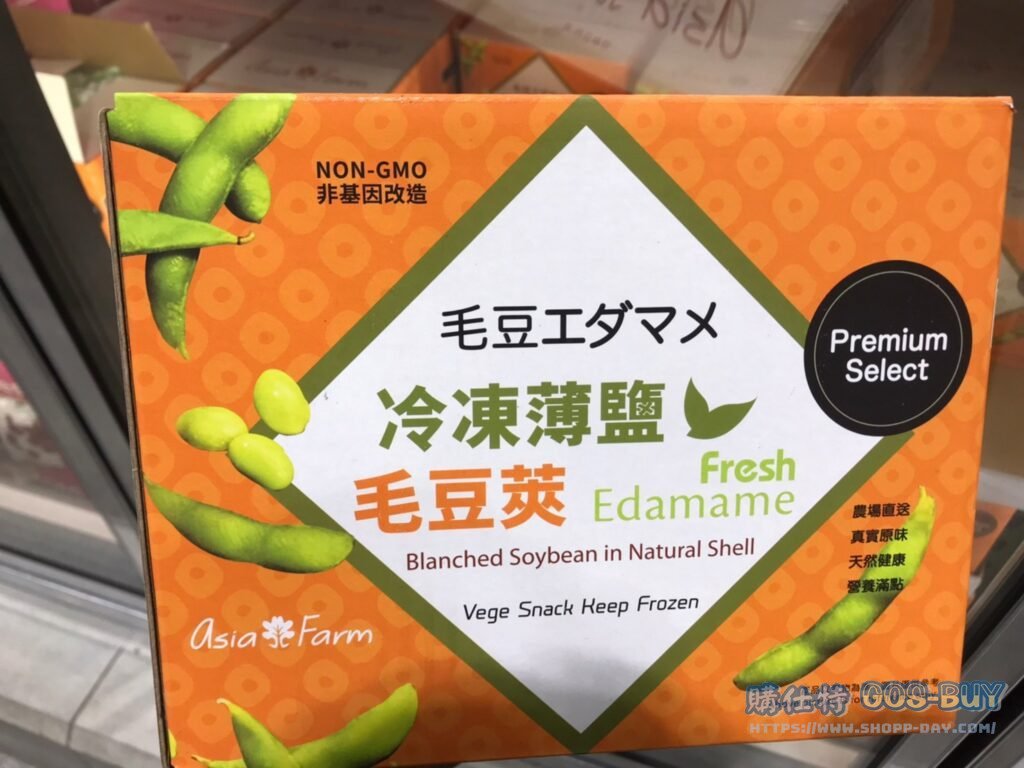 Asia Farm
NON-GMO
非基因改造
毛豆エダマメ
Premium
Select
冷凍薄鹽
毛豆莢
Fresh
Edamame
Blanched Soybean in Natural Shell
Vege Snack Keep Frozen
農場直送
真實原味
天然健康
營養滿點
Asia Farm
購仕特 GOS-BUY
HTTPS://WWW.SHOPP-DAY.COM/